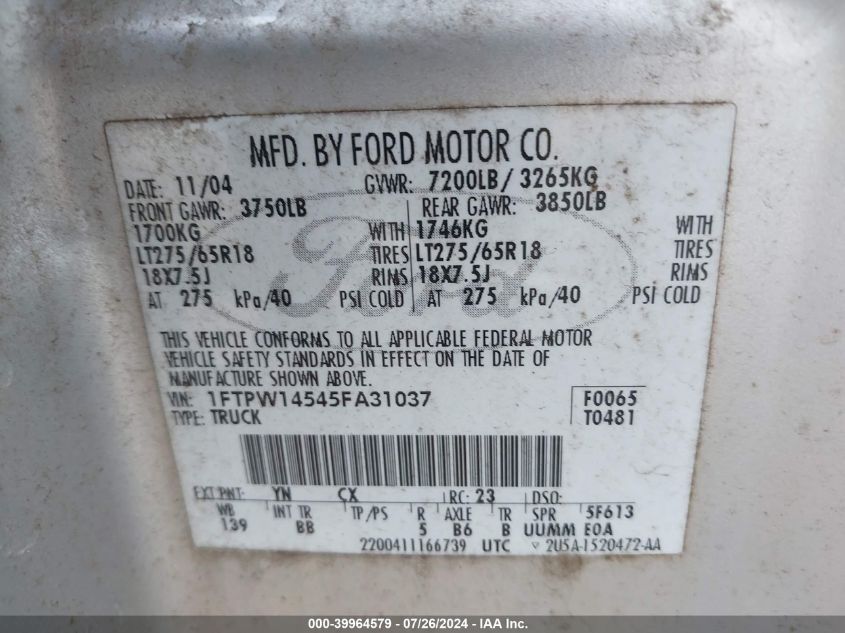 MFD. BY FORD MOTOR CO.
DATE: 11/04 GVWR: 7200LB/ 3265KG
FRONT GAWR: 3750LB REAR GAWR: 3850LB
1700KG WITH 1746KG WITH
LT275/65R18 TIRES LT275/65R18 TIRES
18X7.5J RIMS 18X7.5J RIMS
AT 275 kPa/40 PSI COLD AT 275 kPa/40 PSI COLD
Ford
THIS VEHICLE CONFORMS TO ALL APPLICABLE FEDERAL MOTOR
VEHICLE SAFETY STANDARDS IN EFFECT ON THE DATE OF
MANUFACTURE SHOWN ABOVE.
VIN: 1FTPW14545FA31037 F0065
TYPE: TRUCK T0481
EXT PNT: YN CX RC: 23 DSO:
WB INT TR TP/PS R AXLE TR SPR 5F613
139 BB 5 B6 B UUMM EOA
2200411166739 UTC ▽ 2U5A-1520472-AA
000-39964579 - 07/26/2024 - IAA Inc.